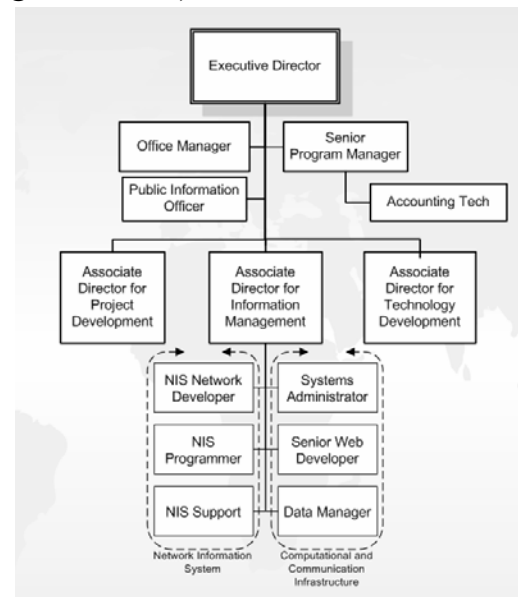 Executive Director
Office Manager
Senior
Program Manager
Public Information
Officer
Accounting Tech
Associate
Director for
Project
Development
Associate
Director for
Information
Management
Associate
Director for
Technology
Development
NIS Network
Developer
Systems
Administrator
NIS
Programmer
Senior Web
Developer
NIS Support
Data Manager
Network Information
System
Computational and
Communication
Infrastructure